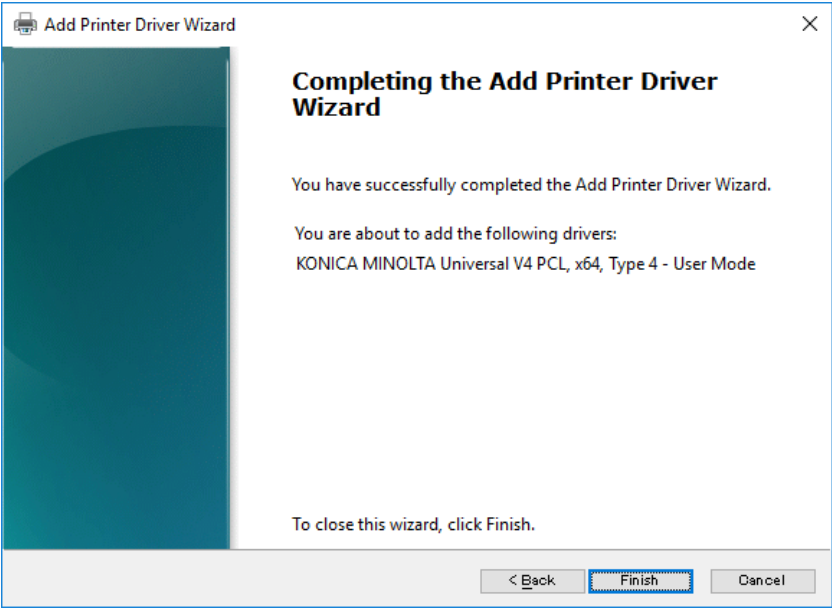 Add Printer Driver Wizard
Completing the Add Printer Driver
Wizard
You have successfully completed the Add Printer Driver Wizard.
You are about to add the following drivers:
KONICA MINOLTA Universal V4 PCL, x64, Type 4 - User Mode
To close this wizard, click Finish.
< Back Finish Cancel